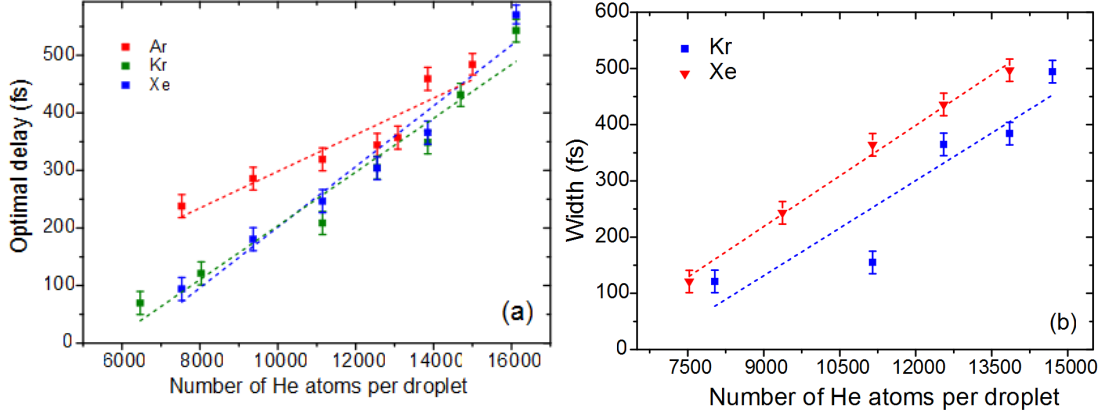 500
400
300
200
100
0
Optimal delay (fs)
Ar
Kr
Xe
(a)
6000 8000 10000 12000 14000 16000
Number of He atoms per droplet
600
500
400
300
200
100
0
Width (fs)
Kr
Xe
(b)
7500 9000 10500 12000 13500 15000
Number of He atoms per droplet